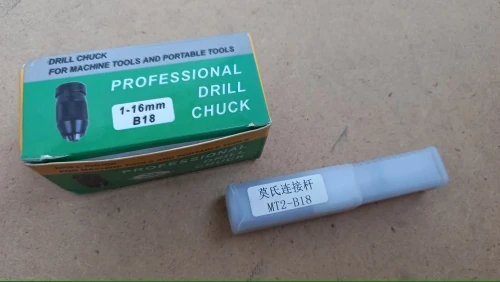 DRILL CHUCK
FOR MACHINE TOOLS AND PORTABLE TOOLS
PROFESSIONAL
DRILL
CHUCK
1-16mm
B18
PROFESSIONAL
莫氏连接杆
MT2-B18